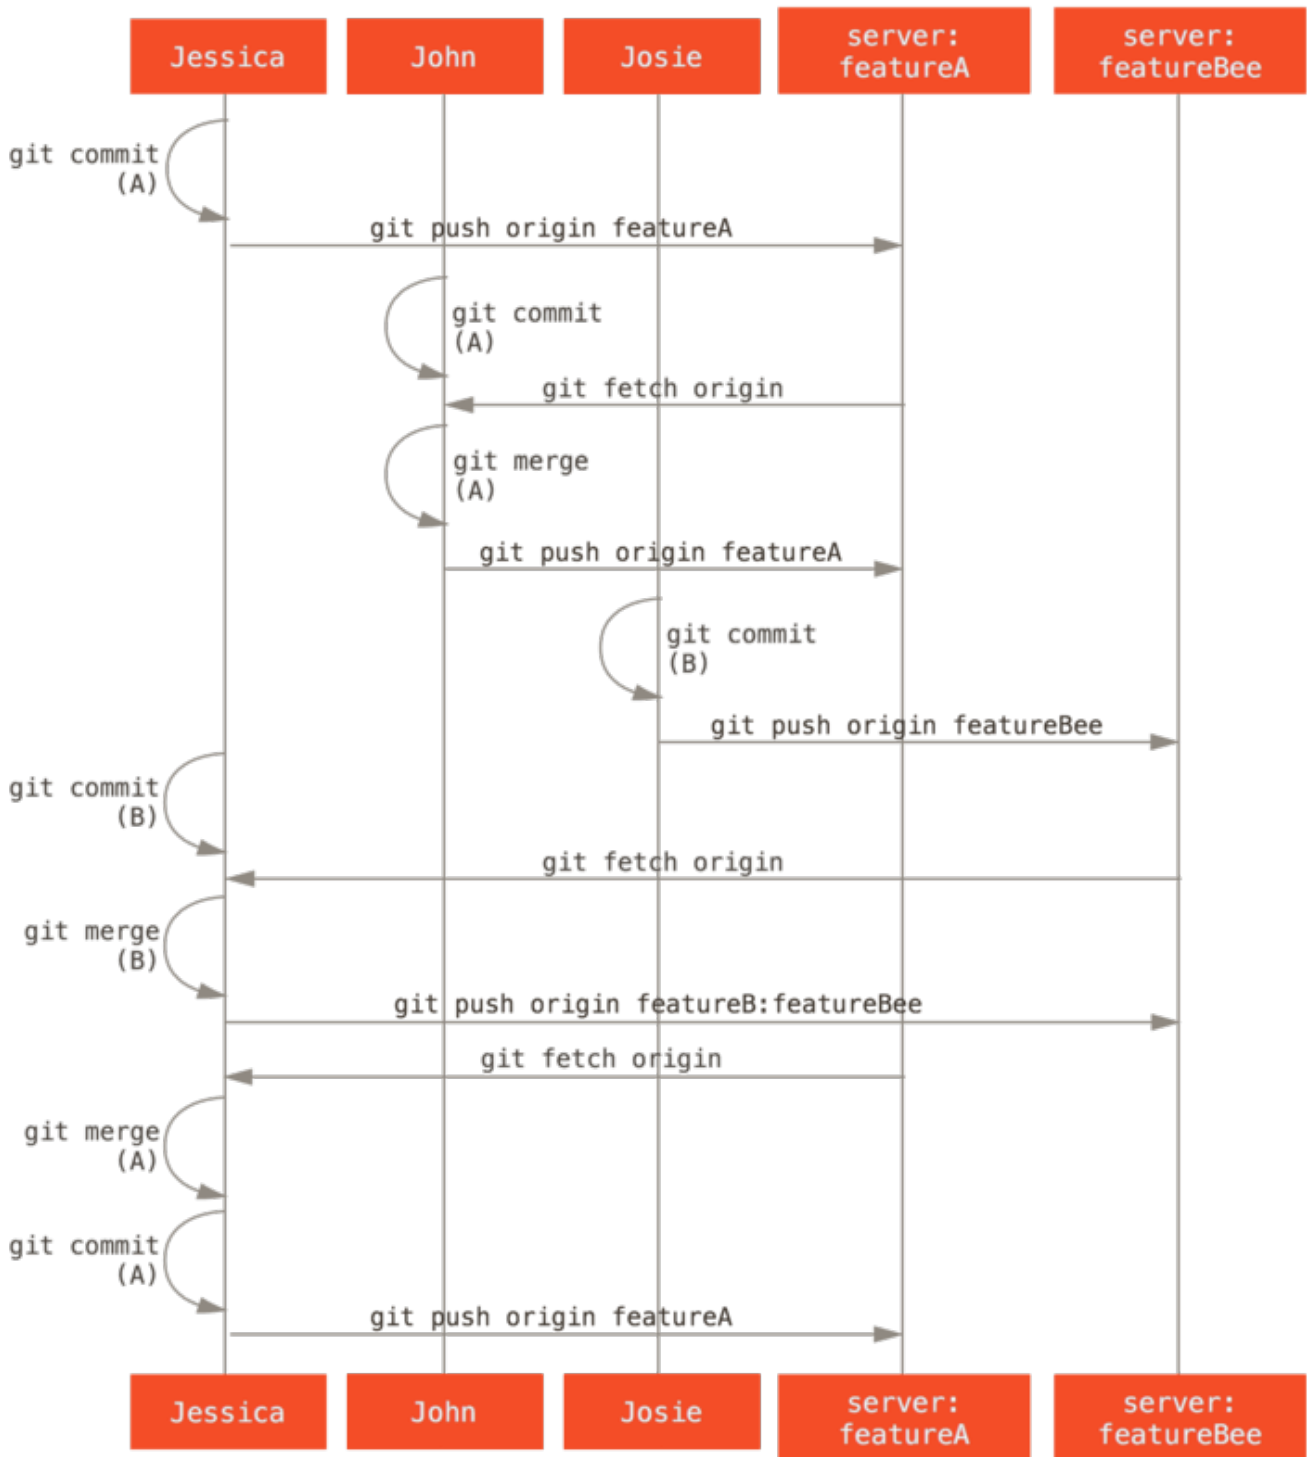 Jessica
John
Josie
server:
featureA
server:
featureBee
git commit
(A)
git push origin featureA
git commit
(A)
git fetch origin
git merge
(A)
git push origin featureA
git commit
(B)
git push origin featureBee
git commit
(B)
git fetch origin
git merge
(B)
git push origin featureB:featureBee
git fetch origin
git merge
(A)
git commit
(A)
git push origin featureA
Jessica
John
Josie
server:
featureA
server:
featureBee